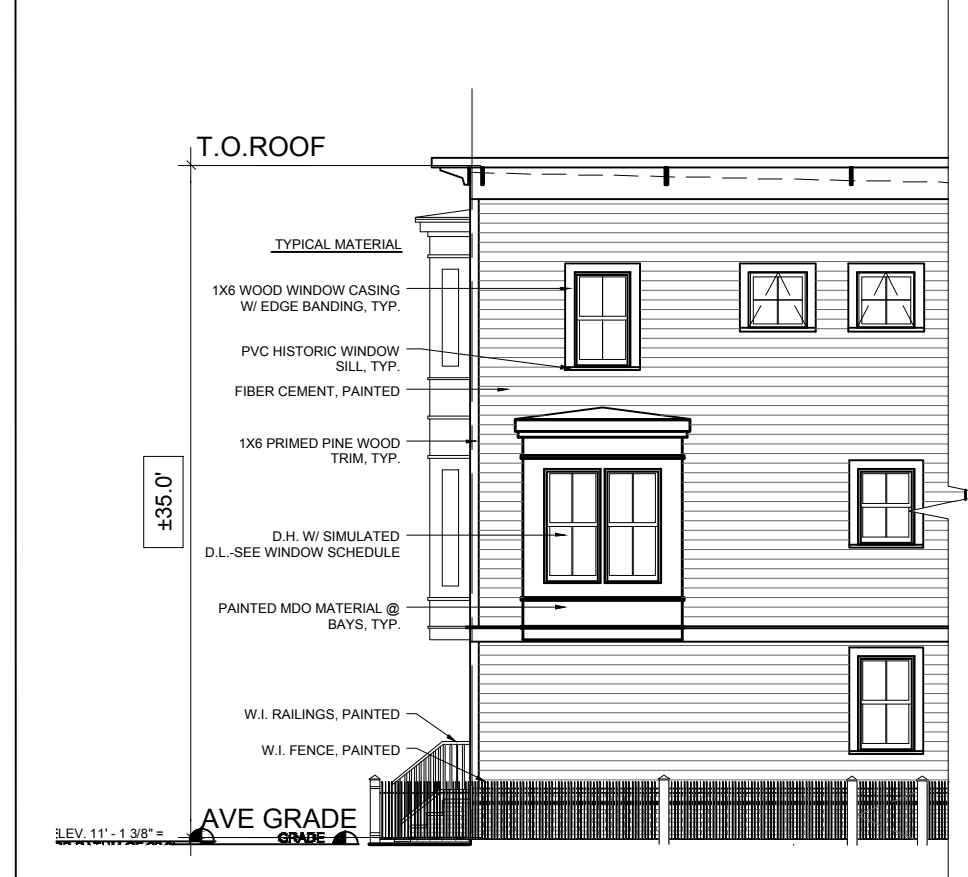 T.O.ROOF
TYPICAL MATERIAL
1X6 WOOD WINDOW CASING
W/ EDGE BANDING, TYP.
PVC HISTORIC WINDOW
SILL, TYP.
FIBER CEMENT, PAINTED
1X6 PRIMED PINE WOOD
TRIM, TYP.
±35.0'
D.H. W/ SIMULATED
D.L.-SEE WINDOW SCHEDULE
PAINTED MDO MATERIAL @
BAYS, TYP.
W.I. RAILINGS, PAINTED
W.I. FENCE, PAINTED
AVE GRADE
GRADE
LEV. 11' - 1 3/8" =